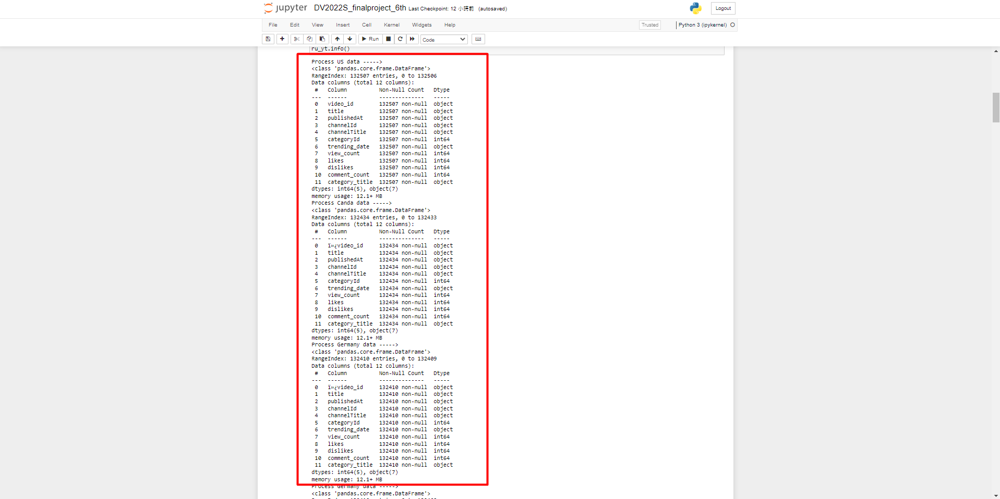 jupyter DV2022S_finalproject_6th Last Checkpoint: 12 小時前 (autosaved)
Logout
File Edit View Insert Cell Kernel Widgets Help
Trusted
Python 3 (ipykernel)
Run
Code
ru_yt.info()
Process US data ----->
<class 'pandas.core.frame.DataFrame'>
RangeIndex: 132507 entries, 0 to 132506
Data columns (total 12 columns):
# Column Non-Null Count Dtype
--- ------ -------------- -----
0 video_id 132507 non-null object
1 title 132507 non-null object
2 publishedAt 132507 non-null object
3 channelId 132507 non-null object
4 channelTitle 132507 non-null object
5 categoryId 132507 non-null int64
6 trending_date 132507 non-null object
7 view_count 132507 non-null int64
8 likes 132507 non-null int64
9 dislikes 132507 non-null int64
10 comment_count 132507 non-null int64
11 category_title 132507 non-null object
dtypes: int64(5), object(7)
memory usage: 12.1+ MB
Process Canda data ----->
<class 'pandas.core.frame.DataFrame'>
RangeIndex: 132434 entries, 0 to 132433
Data columns (total 12 columns):
# Column Non-Null Count Dtype
--- ------ -------------- -----
0 ï»¿video_id 132434 non-null object
1 title 132434 non-null object
2 publishedAt 132434 non-null object
3 channelId 132434 non-null object
4 channelTitle 132434 non-null object
5 categoryId 132434 non-null int64
6 trending_date 132434 non-null object
7 view_count 132434 non-null int64
8 likes 132434 non-null int64
9 dislikes 132434 non-null int64
10 comment_count 132434 non-null int64
11 category_title 132434 non-null object
dtypes: int64(5), object(7)
memory usage: 12.1+ MB
Process Germany data ----->
<class 'pandas.core.frame.DataFrame'>
RangeIndex: 132410 entries, 0 to 132409
Data columns (total 12 columns):
# Column Non-Null Count Dtype
--- ------ -------------- -----
0 ï»¿video_id 132410 non-null object
1 title 132410 non-null object
2 publishedAt 132410 non-null object
3 channelId 132410 non-null object
4 channelTitle 132410 non-null object
5 categoryId 132410 non-null int64
6 trending_date 132410 non-null object
7 view_count 132410 non-null int64
8 likes 132410 non-null int64
9 dislikes 132410 non-null int64
10 comment_count 132410 non-null int64
11 category_title 132410 non-null object
dtypes: int64(5), object(7)
memory usage: 12.1+ MB
Process Germany data ----->
<class 'pandas.core.frame.DataFrame'>